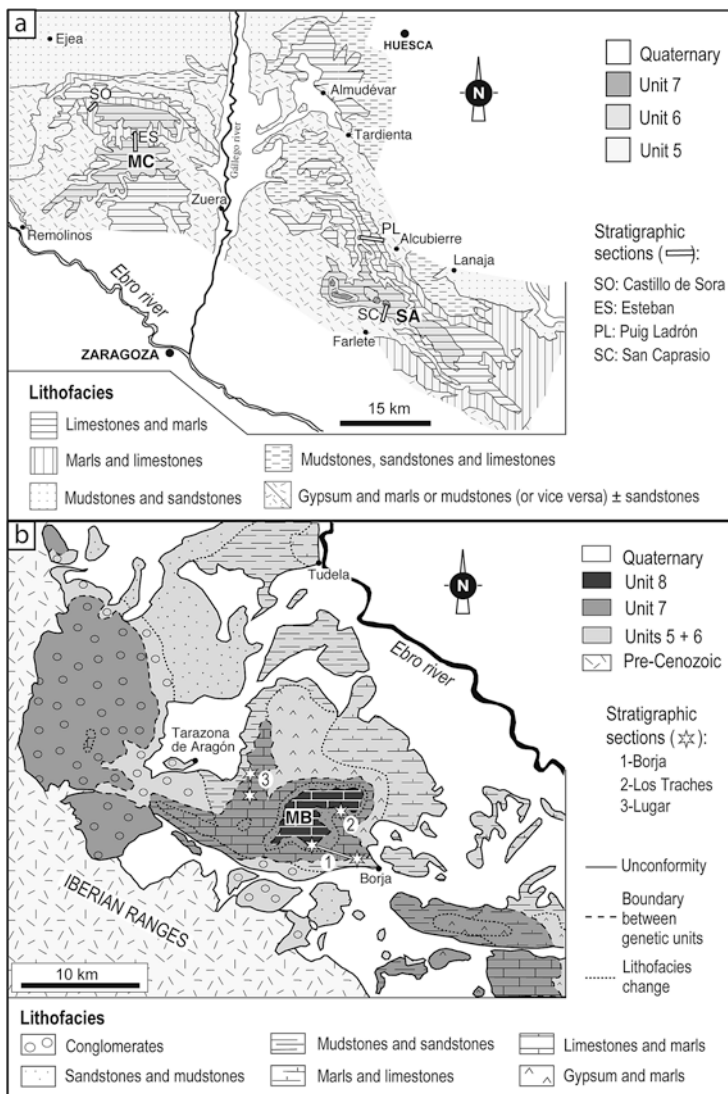 a
Ejea
HUESCA
SO
Almudévar
N
Tardienta
ES
MC
Gállego river
Zuera
PL
Alcubierre
Remolinos
Lanaja
Ebro river
SC
SA
Farlete
ZARAGOZA
15 km
Quaternary
Unit 7
Unit 6
Unit 5
Stratigraphic
sections ( ):
SO: Castillo de Sora
ES: Esteban
PL: Puig Ladrón
SC: San Caprasio
Lithofacies
Limestones and marls
Marls and limestones
Mudstones and sandstones
Mudstones, sandstones and limestones
Gypsum and marls or mudstones (or vice versa) ± sandstones
b
Tudela
N
Ebro river
Tarazona
de Aragón
3
MB
2
1
Borja
IBERIAN RANGES
10 km
Quaternary
Unit 8
Unit 7
Units 5 + 6
Pre-Cenozoic
Stratigraphic
sections ( ):
1-Borja
2-Los Traches
3-Lugar
Unconformity
Boundary
between
genetic units
Lithofacies
change
Lithofacies
Conglomerates
Sandstones and mudstones
Mudstones and sandstones
Marls and limestones
Limestones and marls
Gypsum and marls